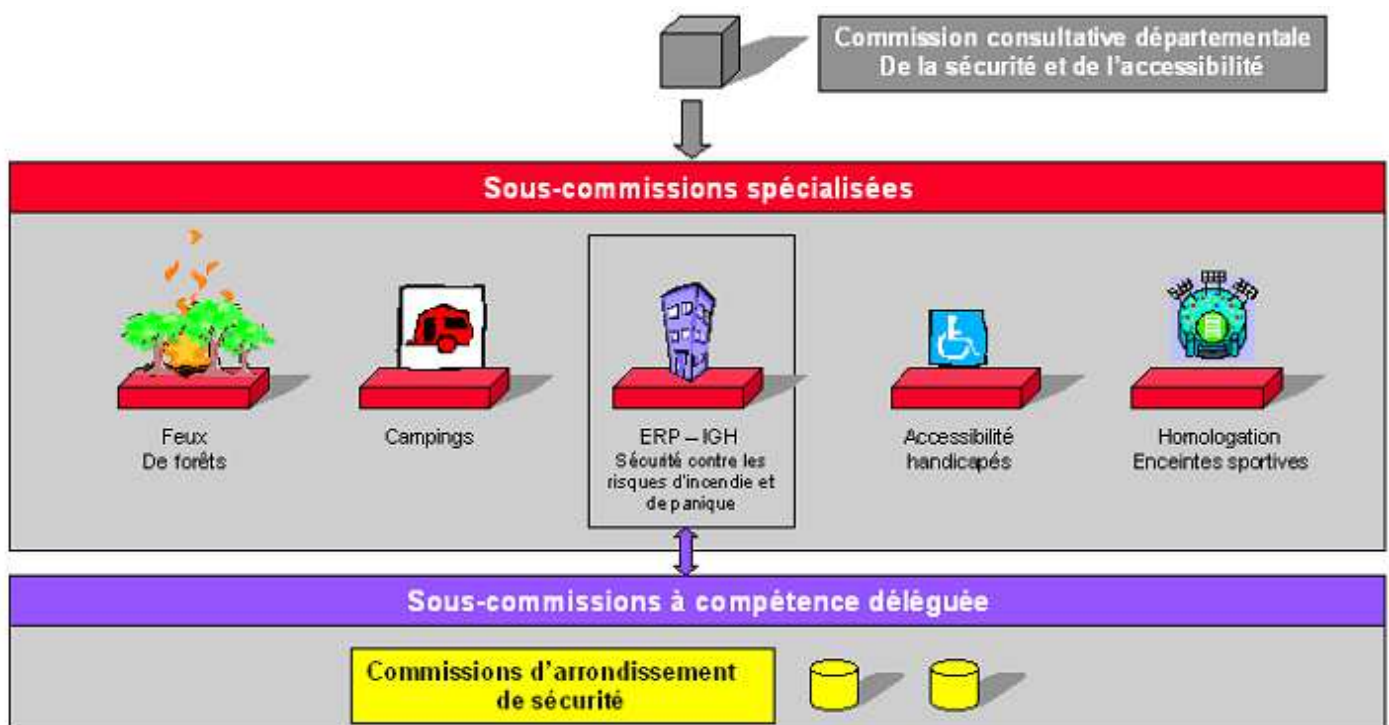 Commission consultative départementale
De la sécurité et de l'accessibilité
Sous-commissions spécialisées
Feux
De forêts
Campings
ERP – IGH
Sécurité contre les
risques d'incendie et
de panique
Accessibilité
handicapés
Homologation
Enceintes sportives
Sous-commissions à compétence déléguée
Commissions d'arrondissement
de sécurité